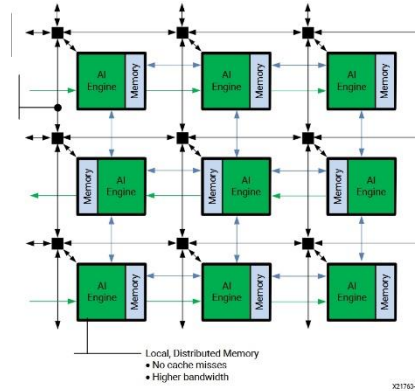 AI Engine Memory AI Engine Memory AI Engine Memory
Memory AI Engine Memory AI Engine Memory AI Engine
AI Engine Memory AI Engine Memory AI Engine Memory
Local, Distributed Memory
• No cache misses
• Higher bandwidth